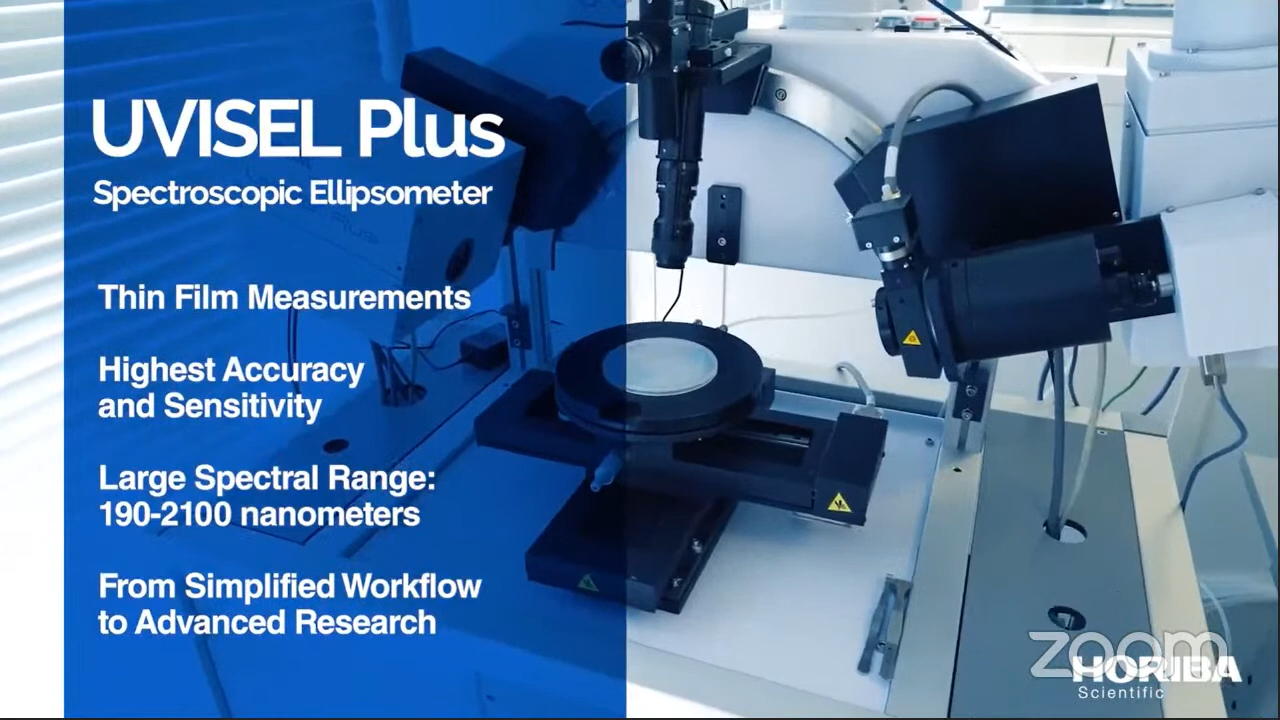 UVISEL Plus
Spectroscopic Ellipsometer
Thin Film Measurements
Highest Accuracy
and Sensitivity
Large Spectral Range:
190-2100 nanometers
From Simplified Workflow
to Advanced Research
zoom
HORIBA
Scientific